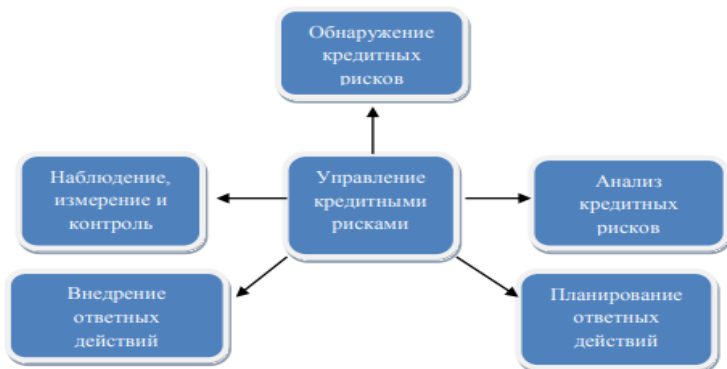 Обнаружение
кредитных
рисков
Наблюдение,
измерение и
контроль
Управление
кредитными
рисками
Анализ
кредитных
рисков
Внедрение
ответных
действий
Планирование
ответных
действий